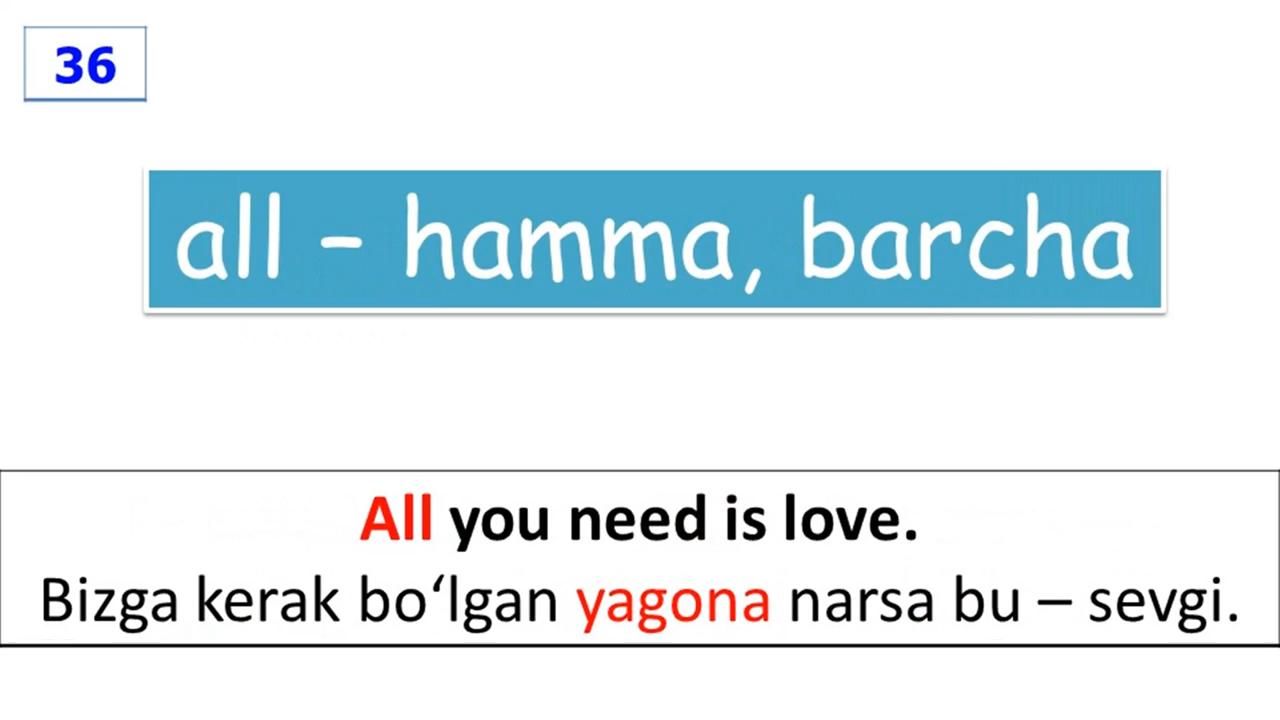 36
all – hamma, barcha
All you need is love.
Bizga kerak bo‘lgan yagona narsa bu – sevgi.